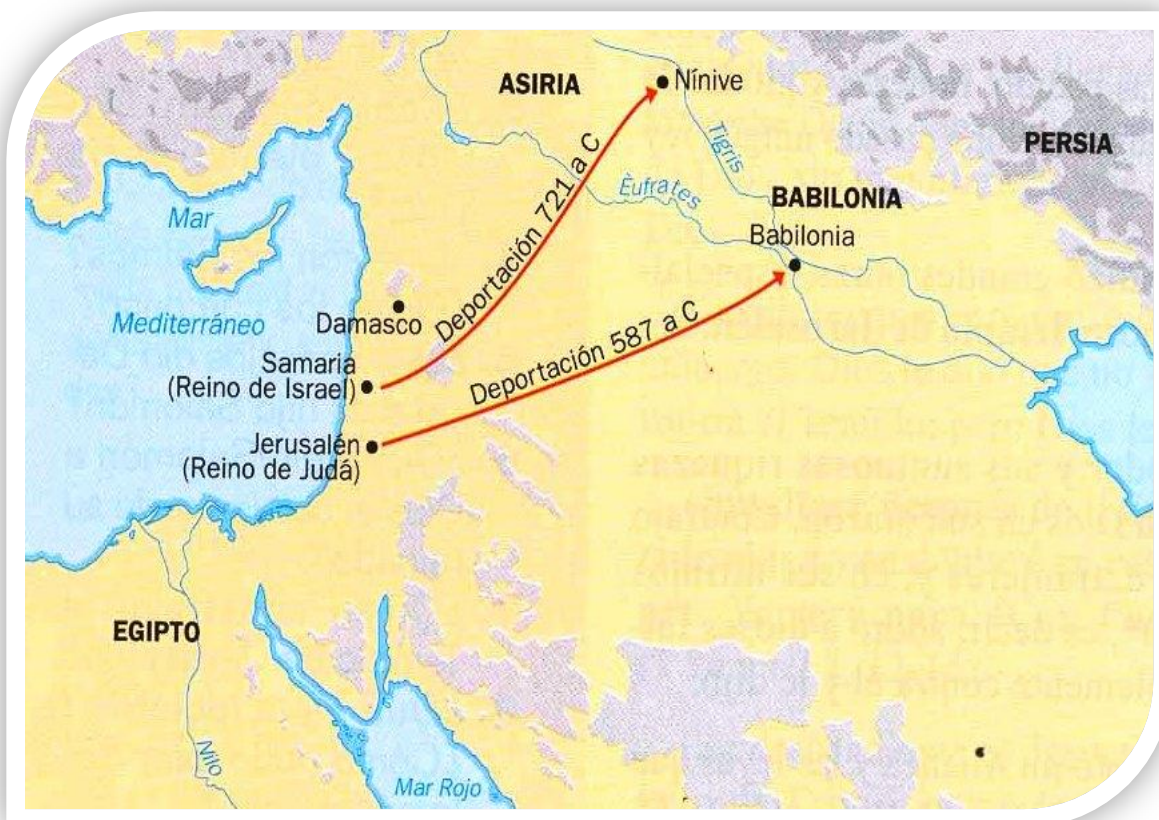 ASIRIA
Nínive
PERSIA
Tigris
Èufrates
BABILONIA
Babilonia
Mar
Mediterráneo
Damasco
Deportación 721 a C
Samaria
(Reino de Israel)
Deportación 587 a C
Jerusalén
(Reino de Judá)
EGIPTO
Nilo
Mar Rojo